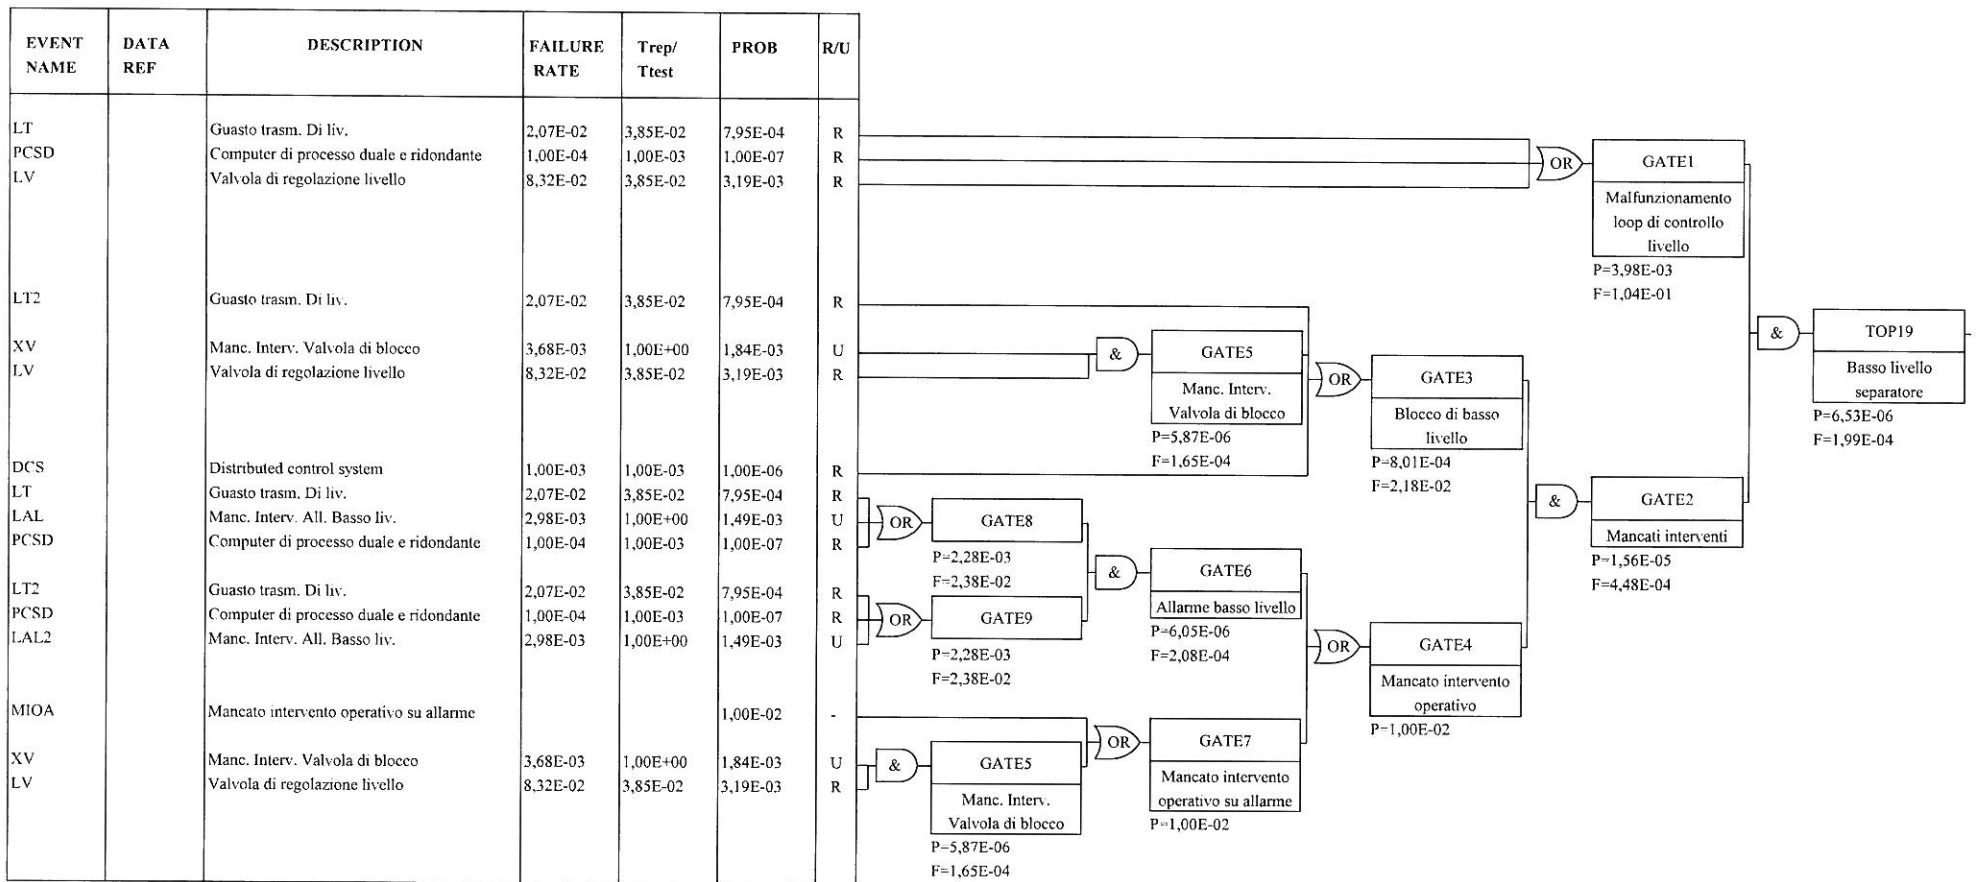 EVENT NAME DATA REF DESCRIPTION FAILURE RATE Trep/ Ttest PROB R/U
LT Guasto trasm. Di liv. 2,07E-02 3,85E-02 7,95E-04 R
PCSD Computer di processo duale e ridondante 1,00E-04 1,00E-03 1,00E-07 R
LV Valvola di regolazione livello 8,32E-02 3,85E-02 3,19E-03 R
LT2 Guasto trasm. Di liv. 2,07E-02 3,85E-02 7,95E-04 R
XV Manc. Interv. Valvola di blocco 3,68E-03 1,00E+00 1,84E-03 U
LV Valvola di regolazione livello 8,32E-02 3,85E-02 3,19E-03 R
DCS Distributed control system 1,00E-03 1,00E-03 1,00E-06 R
LT Guasto trasm. Di liv. 2,07E-02 3,85E-02 7,95E-04 R
LAL Manc. Interv. All. Basso liv. 2,98E-03 1,00E+00 1,49E-03 U
PCSD Computer di processo duale e ridondante 1,00E-04 1,00E-03 1,00E-07 R
LT2 Guasto trasm. Di liv. 2,07E-02 3,85E-02 7,95E-04 R
PCSD Computer di processo duale e ridondante 1,00E-04 1,00E-03 1,00E-07 R
LAL2 Manc. Interv. All. Basso liv. 2,98E-03 1,00E+00 1,49E-03 U
MIOA Mancato intervento operativo su allarme 1,00E-02 -
XV Manc. Interv. Valvola di blocco 3,68E-03 1,00E+00 1,84E-03 U
LV Valvola di regolazione livello 8,32E-02 3,85E-02 3,19E-03 R
OR
GATE8
P=2,28E-03
F=2,38E-02
OR
GATE9
P=2,28E-03
F=2,38E-02
&
GATE5
Manc. Interv.
Valvola di blocco
P=5,87E-06
F=1,65E-04
&
GATE5
Manc. Interv.
Valvola di blocco
P=5,87E-06
F=1,65E-04
&
GATE6
Allarme basso livello
P=6,05E-06
F=2,08E-04
OR
GATE7
Mancato intervento
operativo su allarme
P=1,00E-02
OR
GATE3
Blocco di basso
livello
P=8,01E-04
F=2,18E-02
OR
GATE4
Mancato intervento
operativo
P=1,00E-02
OR
GATE1
Malfunzionamento
loop di controllo
livello
P=3,98E-03
F=1,04E-01
&
GATE2
Mancati interventi
P=1,56E-05
F=4,48E-04
&
TOP19
Basso livello
separatore
P=6,53E-06
F=1,99E-04